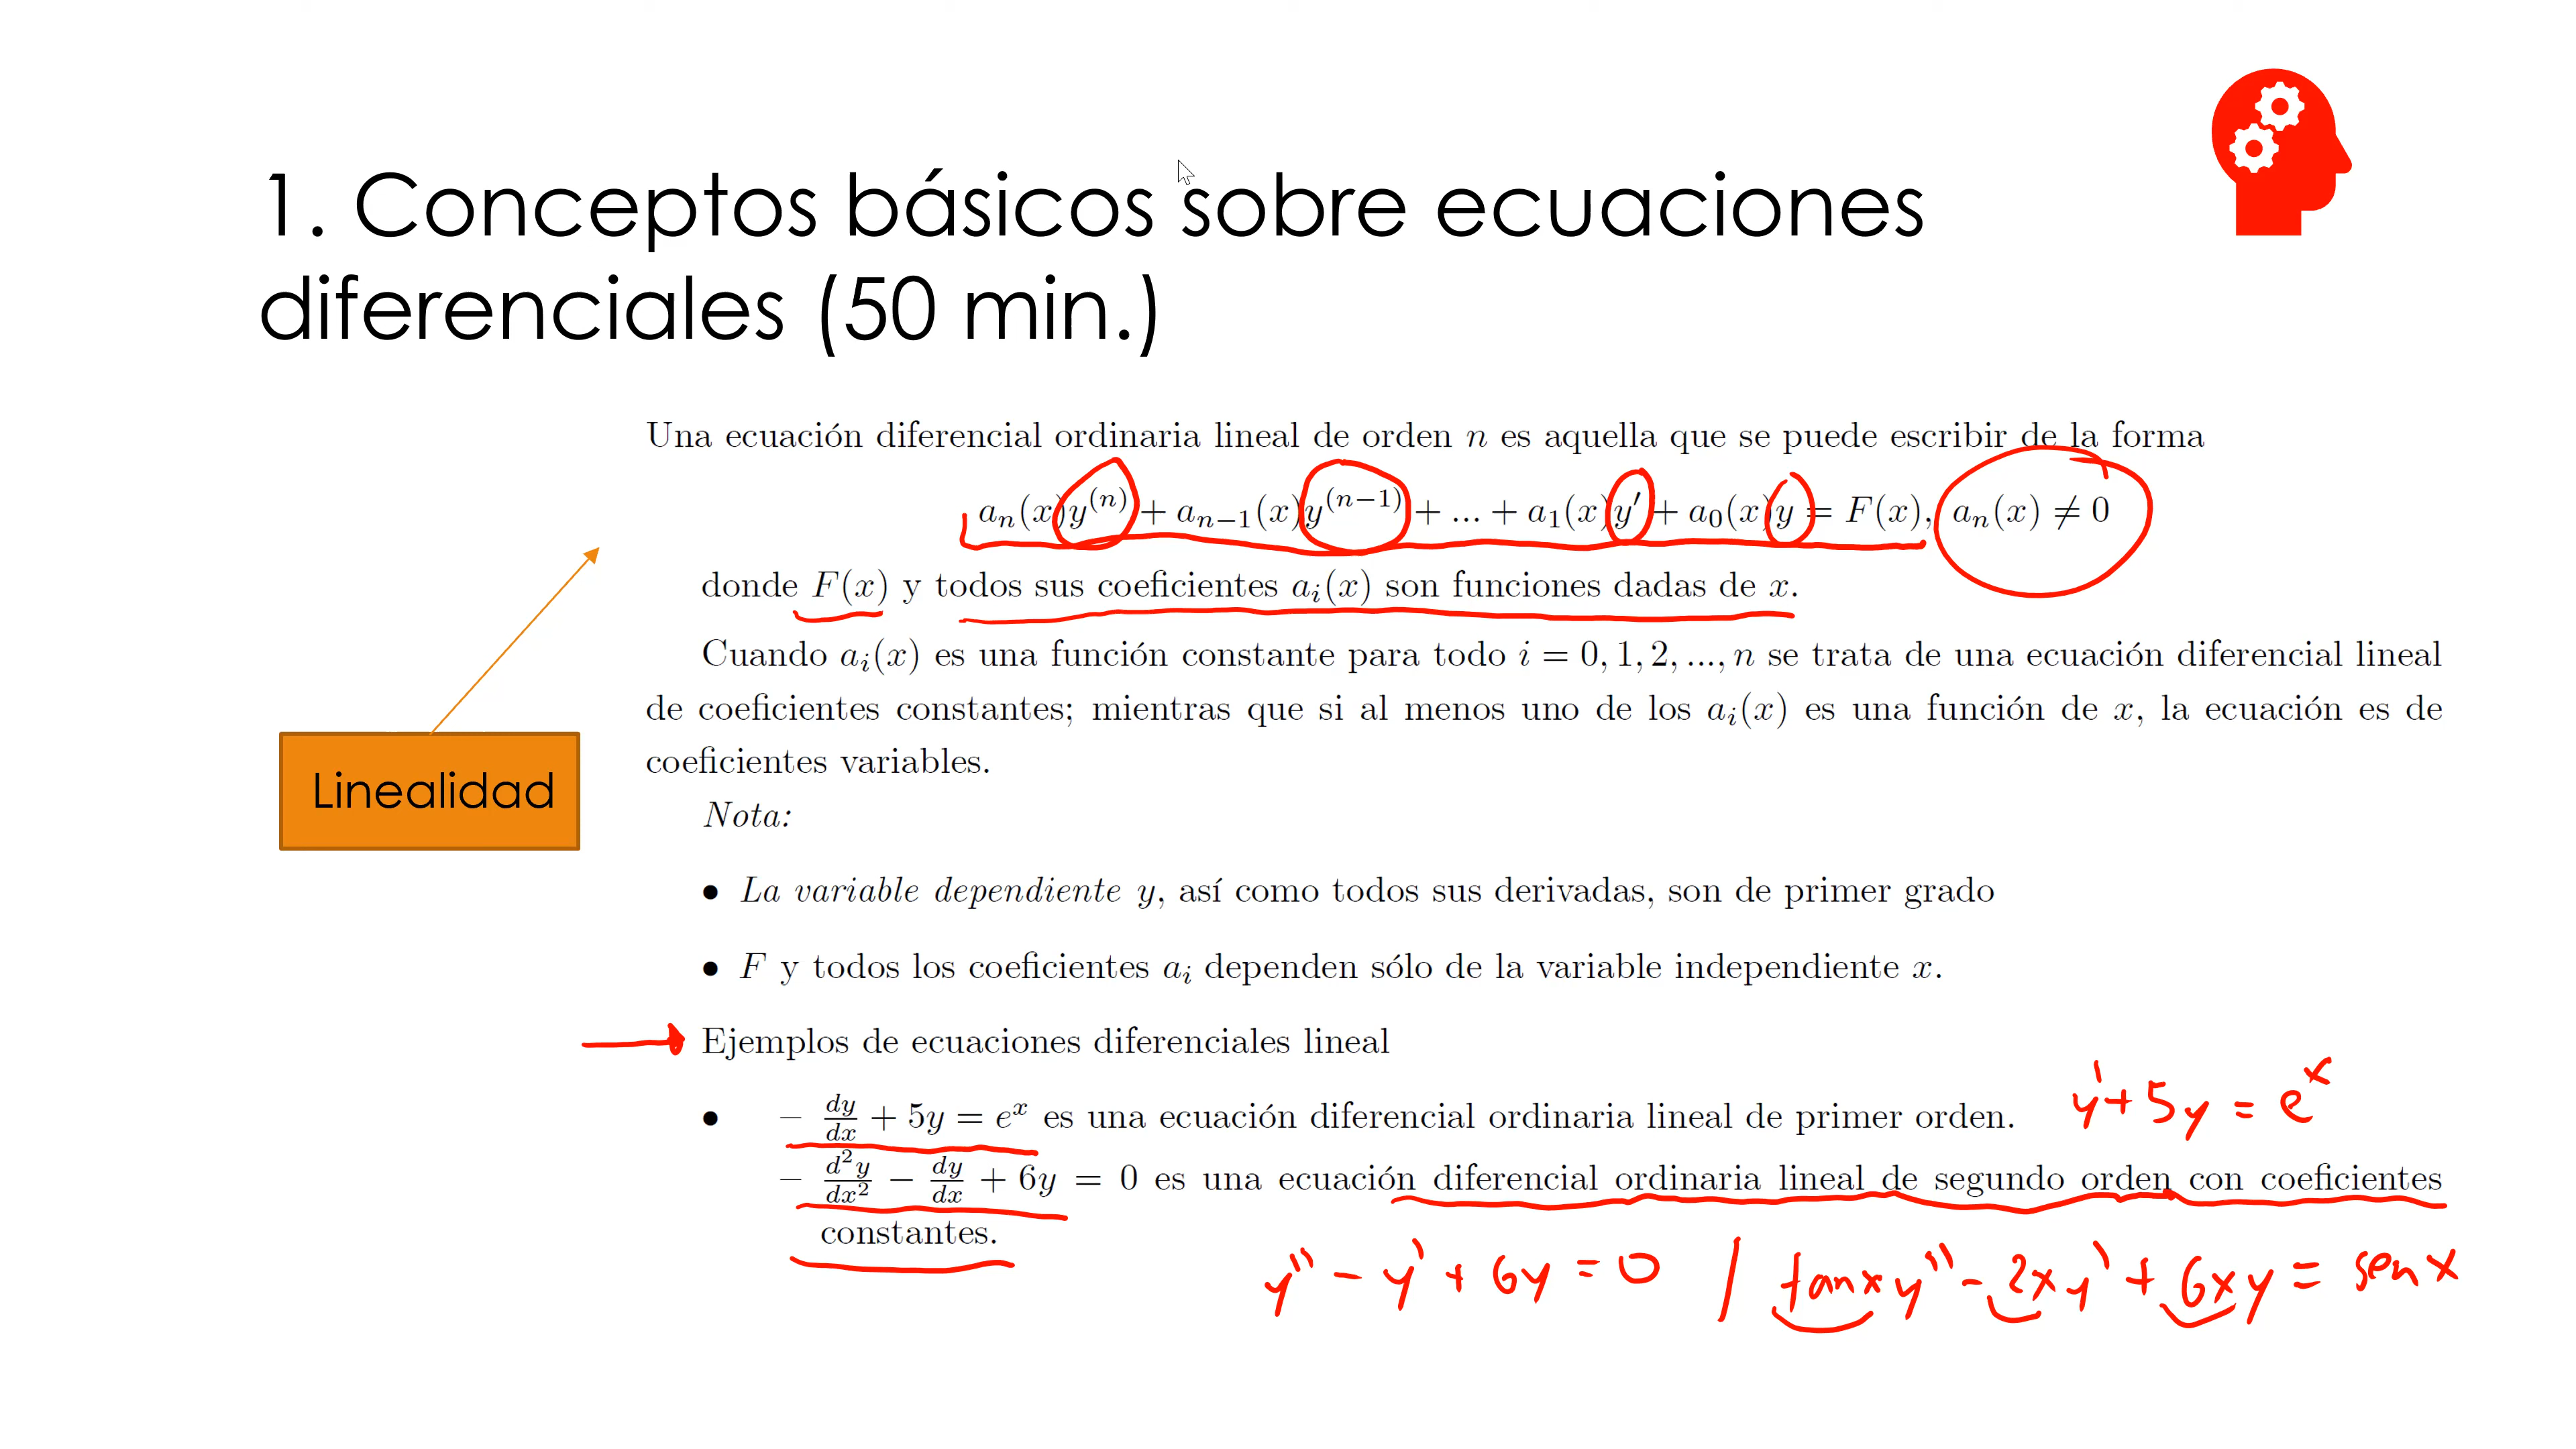 1. Conceptos básicos sobre ecuaciones
diferenciales (50 min.)
Una ecuación diferencial ordinaria lineal de orden n es aquella que se puede escribir de la forma
aₙ(x)y⁽ⁿ⁾ + aₙ₋₁(x)y⁽ⁿ⁻¹⁾ + ... + a₁(x)y′ + a₀(x)y = F(x), aₙ(x) ≠ 0
donde F(x) y todos sus coeficientes aᵢ(x) son funciones dadas de x.
Cuando aᵢ(x) es una función constante para todo i = 0, 1, 2, ..., n se trata de una ecuación diferencial lineal
de coeficientes constantes; mientras que si al menos uno de los aᵢ(x) es una función de x, la ecuación es de
coeficientes variables.
Linealidad
Nota:
• La variable dependiente y, así como todos sus derivadas, son de primer grado
• F y todos los coeficientes aᵢ dependen sólo de la variable independiente x.
Ejemplos de ecuaciones diferenciales lineal
• – dy/dx + 5y = eˣ es una ecuación diferencial ordinaria lineal de primer orden.
y' + 5y = eˣ
– d²y/dx² − dy/dx + 6y = 0 es una ecuación diferencial ordinaria lineal de segundo orden con coeficientes
constantes.
y'' − y' + 6y = 0 / tanx y'' − 2x y' + 6xy = sen x